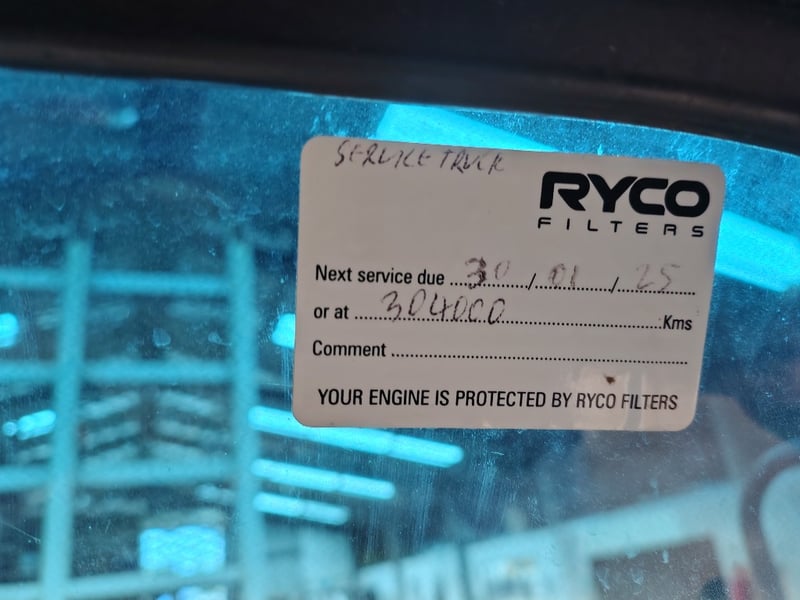 SERVICE TRUCK
RYCO
FILTERS
Next service due 30/01/25
or at 304000 Kms
Comment
YOUR ENGINE IS PROTECTED BY RYCO FILTERS